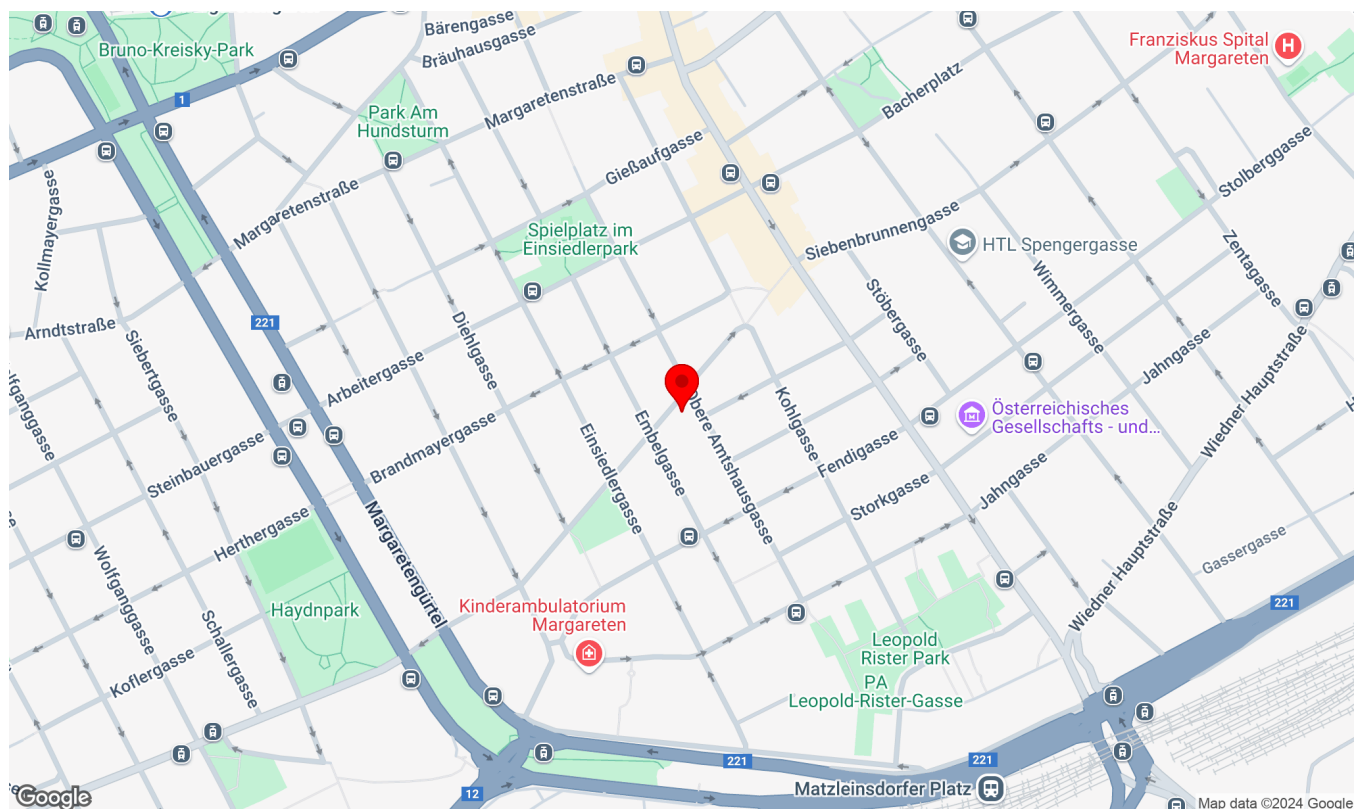 Bärengasse
Bruno-Kreisky-Park
Bräuhausgasse
Franziskus Spital
Margareten
H
Margaretenstraße
Bacherplatz
1
Park Am
Hundsturm
Gießaufgasse
Stolberggasse
Kollmayergasse
Margaretenstraße
Spielplatz im
Einsiedlerpark
Siebenbrunnengasse
HTL Spengergasse
Zentagasse
Wimmergasse
Stöbergasse
Arndtstraße
221
Siebertgasse
Diehlgasse
Arbeitergasse
Jahngasse
Wiedner Hauptstraße
Obere Amtshausgasse
Kohlgasse
Österreichisches
Gesellschafts - und...
Steinbauergasse
Brandmayergasse
Einsiedlergasse
Embelgasse
Fendigasse
Storkgasse
Jahngasse
Margaretengürtel
Herthergasse
Wolfganggasse
Schallergasse
Haydnpark
Koflergasse
Kinderambulatorium
Margareten
Wiedner Hauptstraße
Gassergasse
221
Leopold
Rister Park
PA
Leopold-Rister-Gasse
221
221
12
Matzleinsdorfer Platz
Google
Map data ©2024 Google